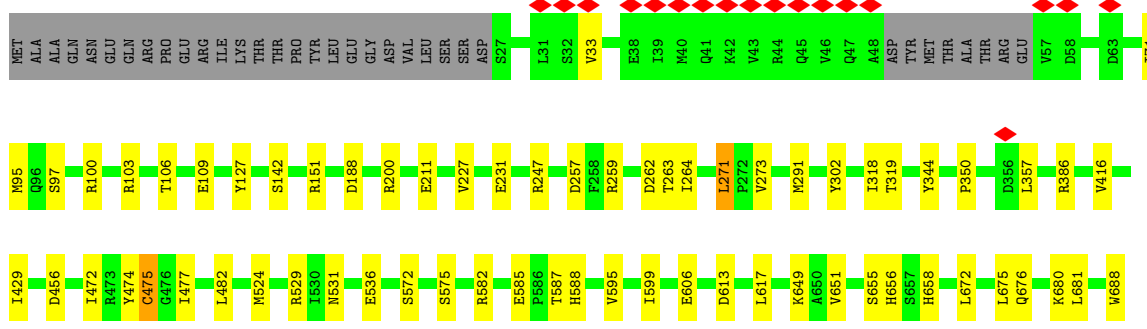 MET ALA ALA GLN ASN GLU GLN ARG PRO GLU ARG ILE LYS THR THR PRO TYR LEU GLU GLY ASP VAL LEU SER SER ASP S27 L31 S32 V33 E38 I39 M40 Q41 K42 V43 R44 Q45 V46 Q47 A48 ASP TYR MET THR ALA THR ARG GLU V57 D58 D63
M95 Q96 S97 R100 R103 T106 E109 Y127 S142 R151 D188 R200 E211 V227 E231 R247 D257 F258 R259 D262 T263 I264 L271 P272 V273 M291 Y302 I318 T319 Y344 P350 D356 L357 R386 V416
I429 D456 I472 R473 Y474 C475 G476 I477 L482 M524 R529 I530 N531 E536 S572 S575 R582 E585 P586 T587 H588 V595 I599 E606 D613 L617 K649 A650 V651 S655 H656 S657 H658 L672 L675 Q676 K680 L681 W688